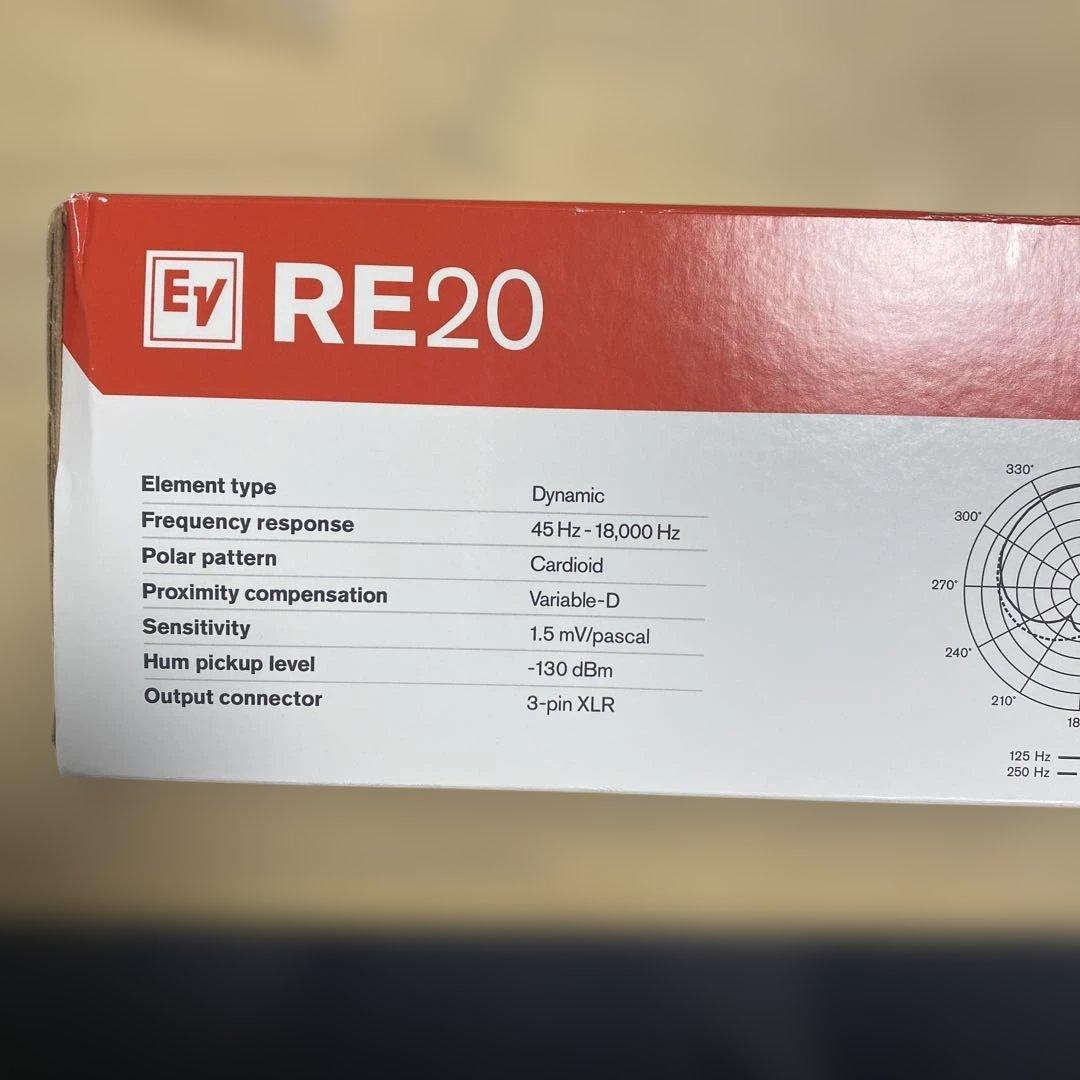 EV RE20
Element type Dynamic
Frequency response 45 Hz - 18,000 Hz
Polar pattern Cardioid
Proximity compensation Variable-D
Sensitivity 1.5 mV/pascal
Hum pickup level -130 dBm
Output connector 3-pin XLR
330°
300°
270°
240°
210°
18
125 Hz
250 Hz